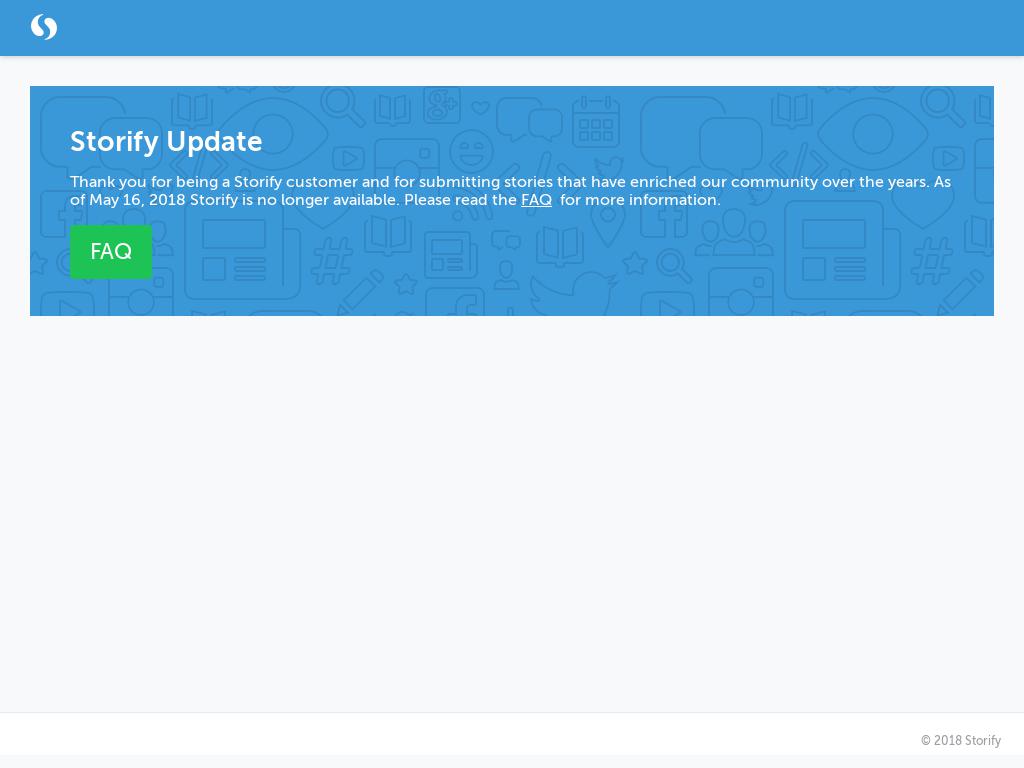 Storify Update
Thank you for being a Storify customer and for submitting stories that have enriched our community over the years. As
of May 16, 2018 Storify is no longer available. Please read the FAQ for more information.
FAQ
© 2018 Storify